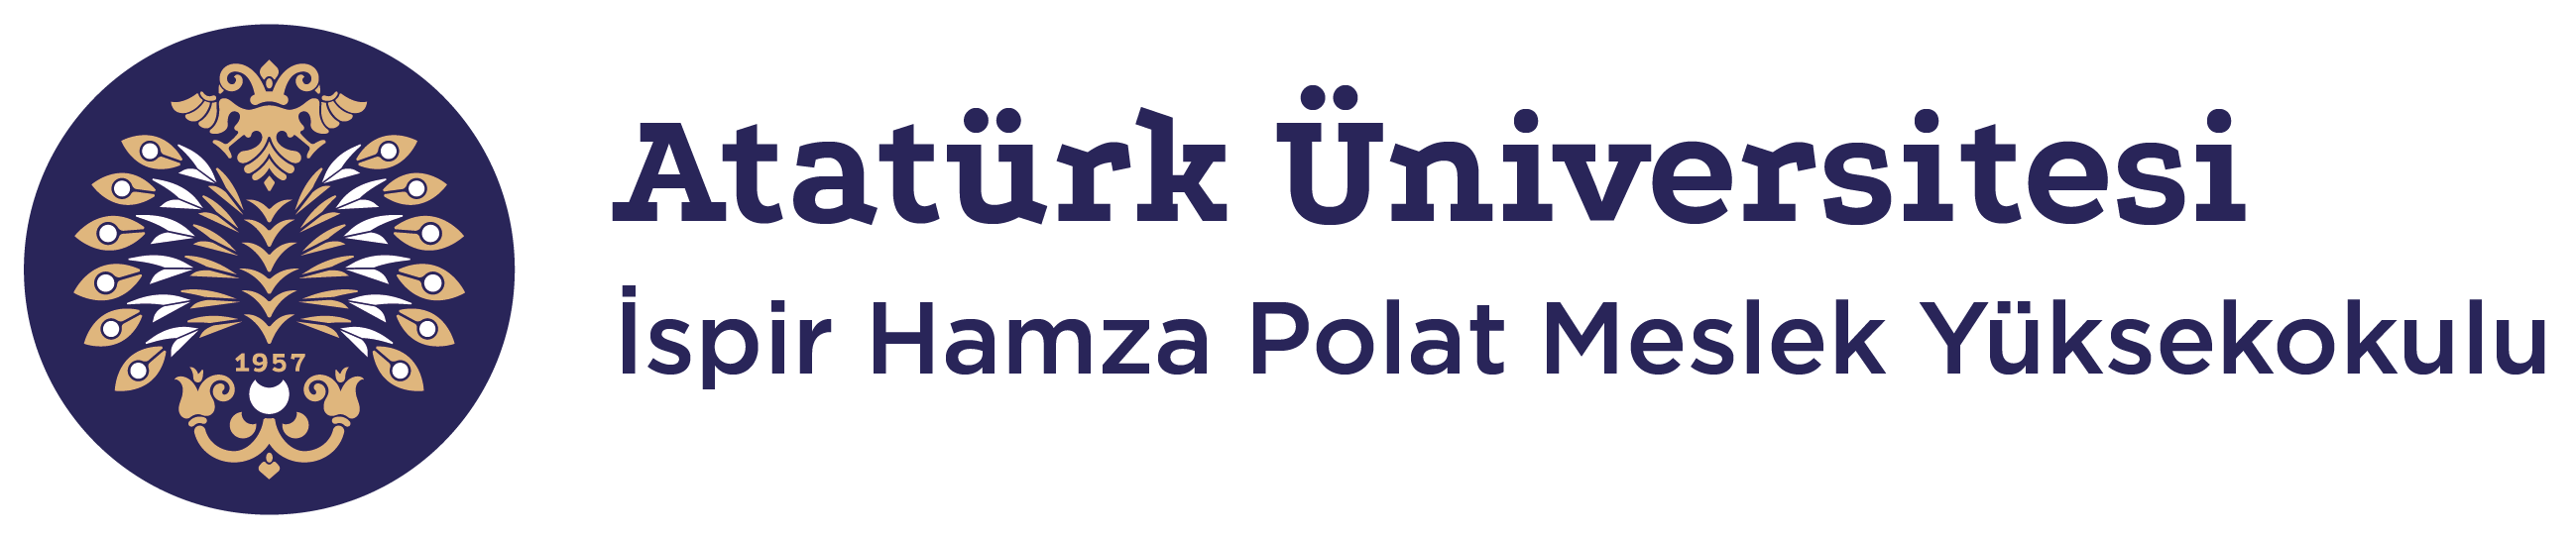 Atatürk Üniversitesi
İspir Hamza Polat Meslek Yüksekokulu
1957